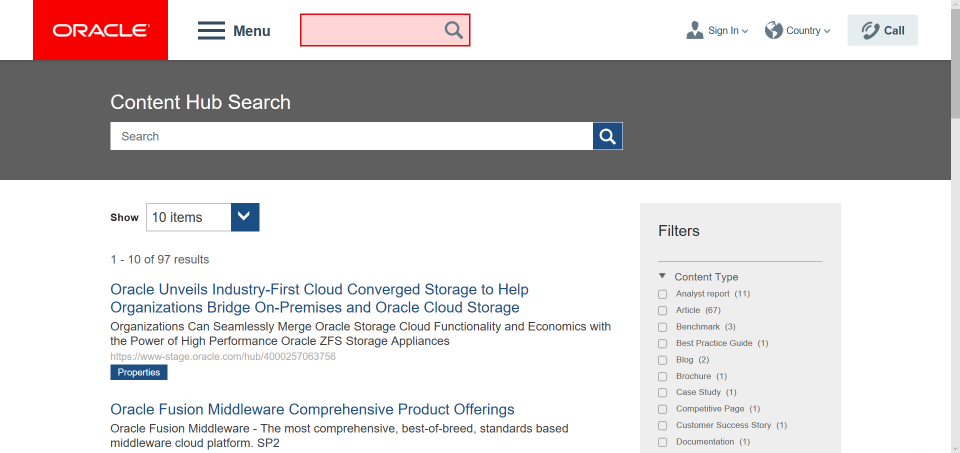 ORACLE
Menu
Sign In
Country
Call
Content Hub Search
Search
Show
10 items
1 - 10 of 97 results
Oracle Unveils Industry-First Cloud Converged Storage to Help
Organizations Bridge On-Premises and Oracle Cloud Storage
Organizations Can Seamlessly Merge Oracle Storage Cloud Functionality and Economics with
the Power of High Performance Oracle ZFS Storage Appliances
https://www-stage.oracle.com/hub/4000257063756
Properties
Oracle Fusion Middleware Comprehensive Product Offerings
Oracle Fusion Middleware - The most comprehensive, best-of-breed, standards based
middleware cloud platform. SP2
Filters
Content Type
Analyst report (11)
Article (67)
Benchmark (3)
Best Practice Guide (1)
Blog (2)
Brochure (1)
Case Study (1)
Competitive Page (1)
Customer Success Story (1)
Documentation (1)